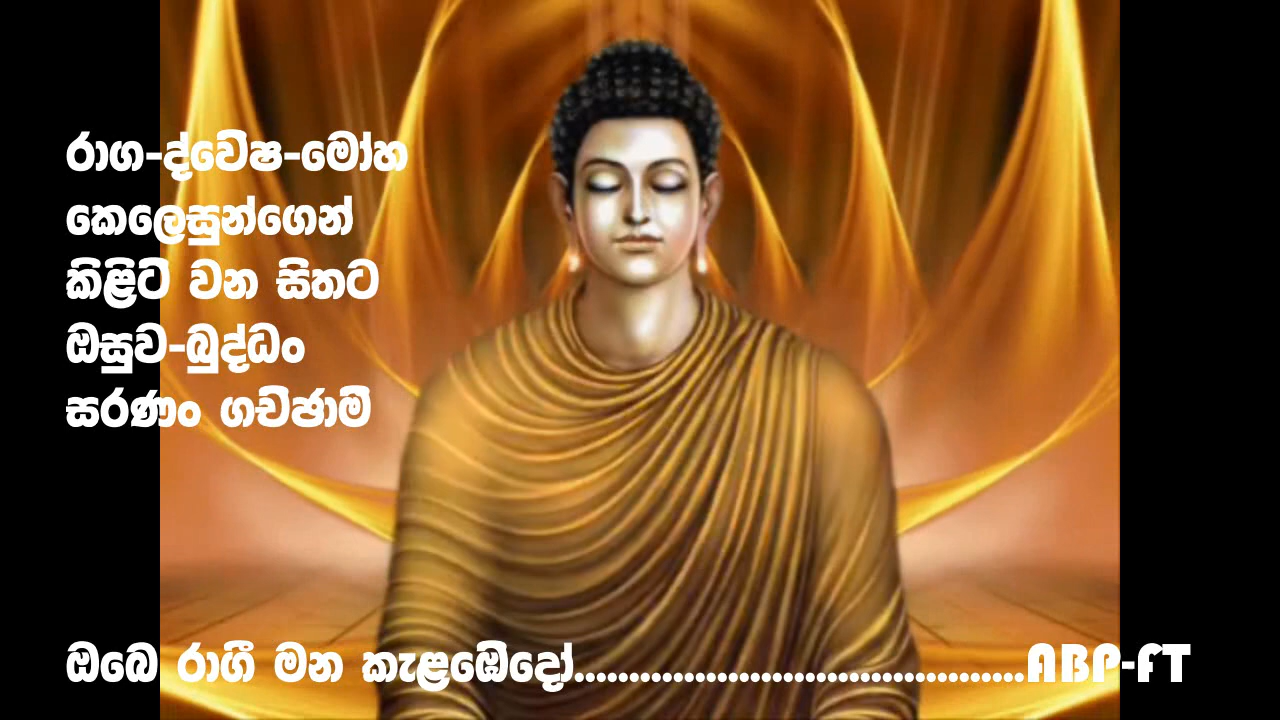 රාග-ද්වේෂ-මෝහ
කෙලෙසුන්ගෙන්
කිළිටි වන සිතට
ඔසුව-බුද්ධං
සරණං ගච්ඡාමි
ඔබෙ රාගී මන කැළඹේදෝ.........................................ABP-FT